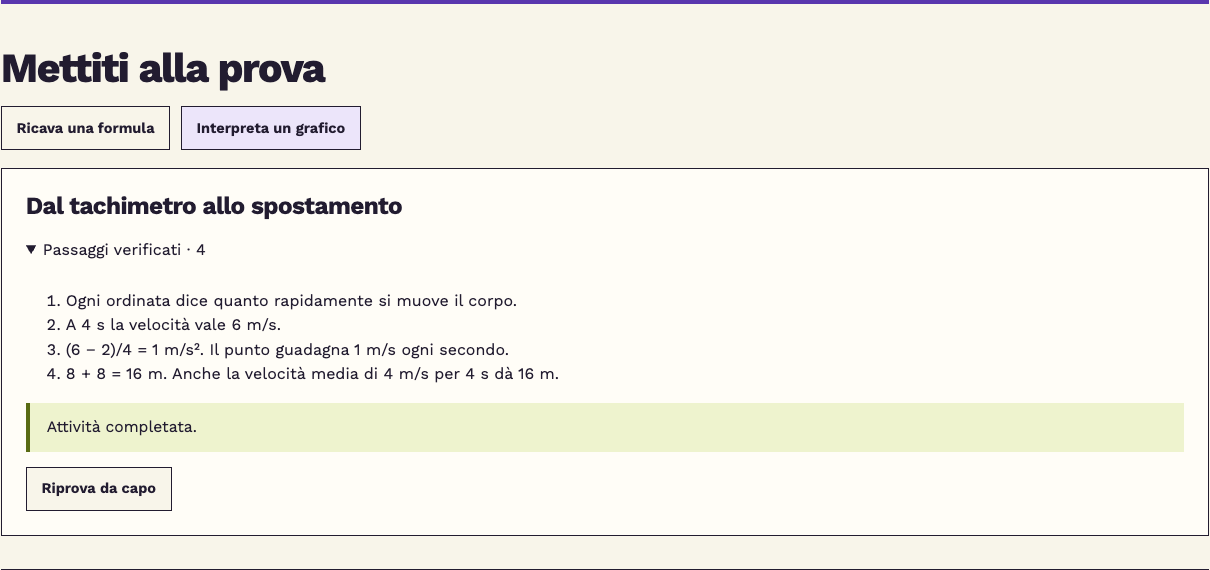 Mettiti alla prova
Ricava una formula
Interpreta un grafico
Dal tachimetro allo spostamento
▼ Passaggi verificati · 4
1. Ogni ordinata dice quanto rapidamente si muove il corpo.
2. A 4 s la velocità vale 6 m/s.
3. (6 − 2)/4 = 1 m/s². Il punto guadagna 1 m/s ogni secondo.
4. 8 + 8 = 16 m. Anche la velocità media di 4 m/s per 4 s dà 16 m.
Attività completata.
Riprova da capo